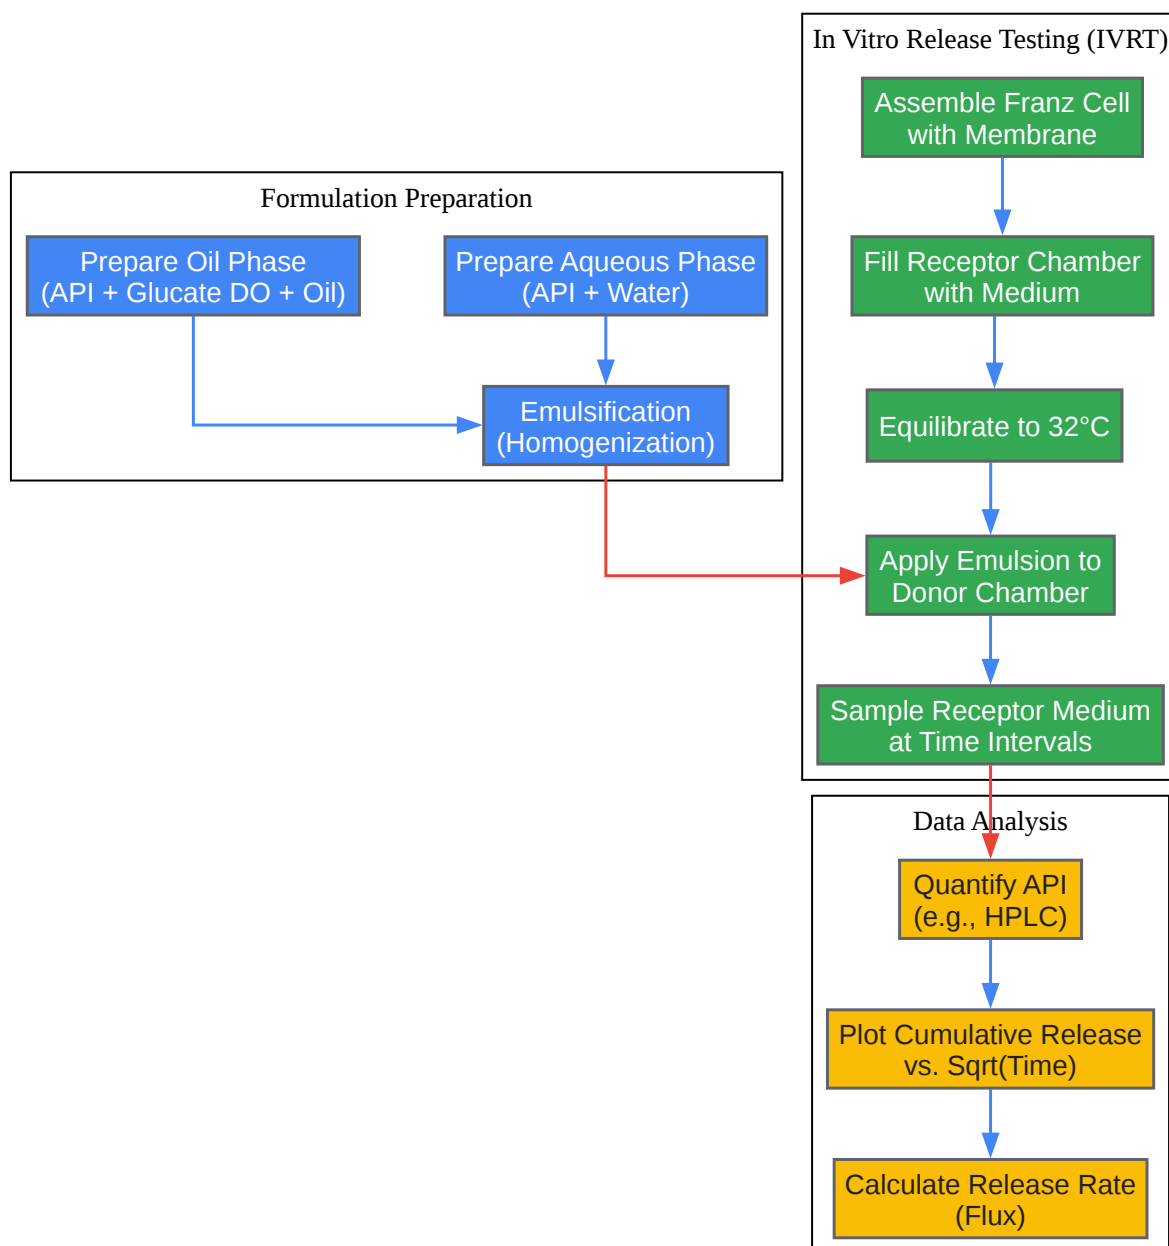 Formulation Preparation
Prepare Oil Phase
(API + Glucate DO + Oil)
Prepare Aqueous Phase
(API + Water)
Emulsification
(Homogenization)
In Vitro Release Testing (IVRT)
Assemble Franz Cell
with Membrane
Fill Receptor Chamber
with Medium
Equilibrate to 32°C
Apply Emulsion to
Donor Chamber
Sample Receptor Medium
at Time Intervals
Data Analysis
Quantify API
(e.g., HPLC)
Plot Cumulative Release
vs. Sqrt(Time)
Calculate Release Rate
(Flux)